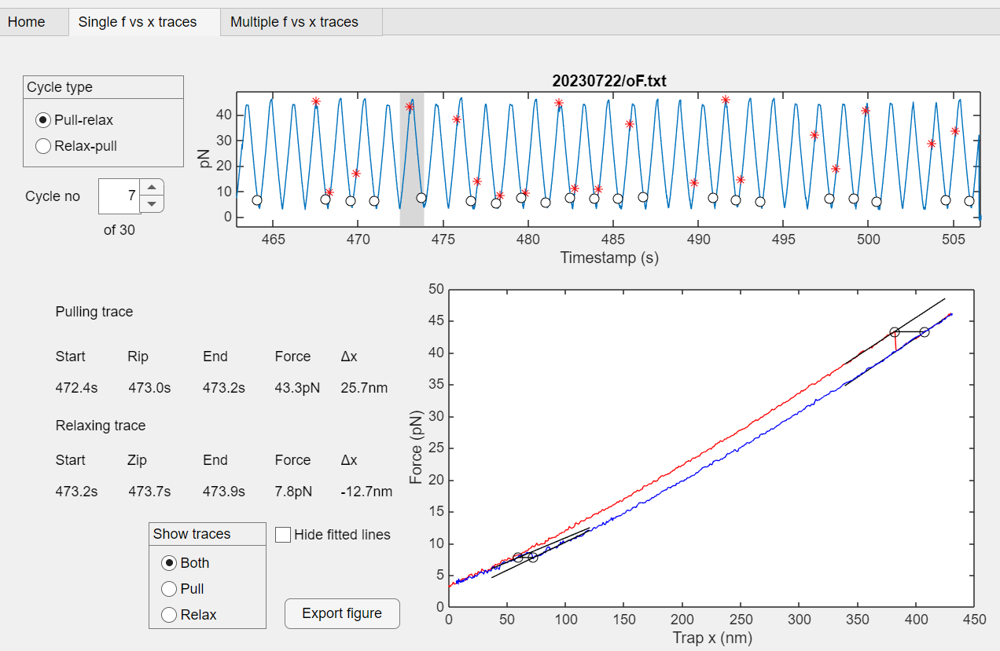 Home Single f vs x traces Multiple f vs x traces
Cycle type
Pull-relax
Relax-pull
Cycle no 7
of 30
20230722/oF.txt
pN
40
30
20
10
0
465 470 475 480 485 490 495 500 505
Timestamp (s)
Pulling trace
Start Rip End Force Δx
472.4s 473.0s 473.2s 43.3pN 25.7nm
Relaxing trace
Start Zip End Force Δx
473.2s 473.7s 473.9s 7.8pN -12.7nm
Show traces
Both
Pull
Relax
Hide fitted lines
Export figure
Force (pN)
50
45
40
35
30
25
20
15
10
5
0
0 50 100 150 200 250 300 350 400 450
Trap x (nm)